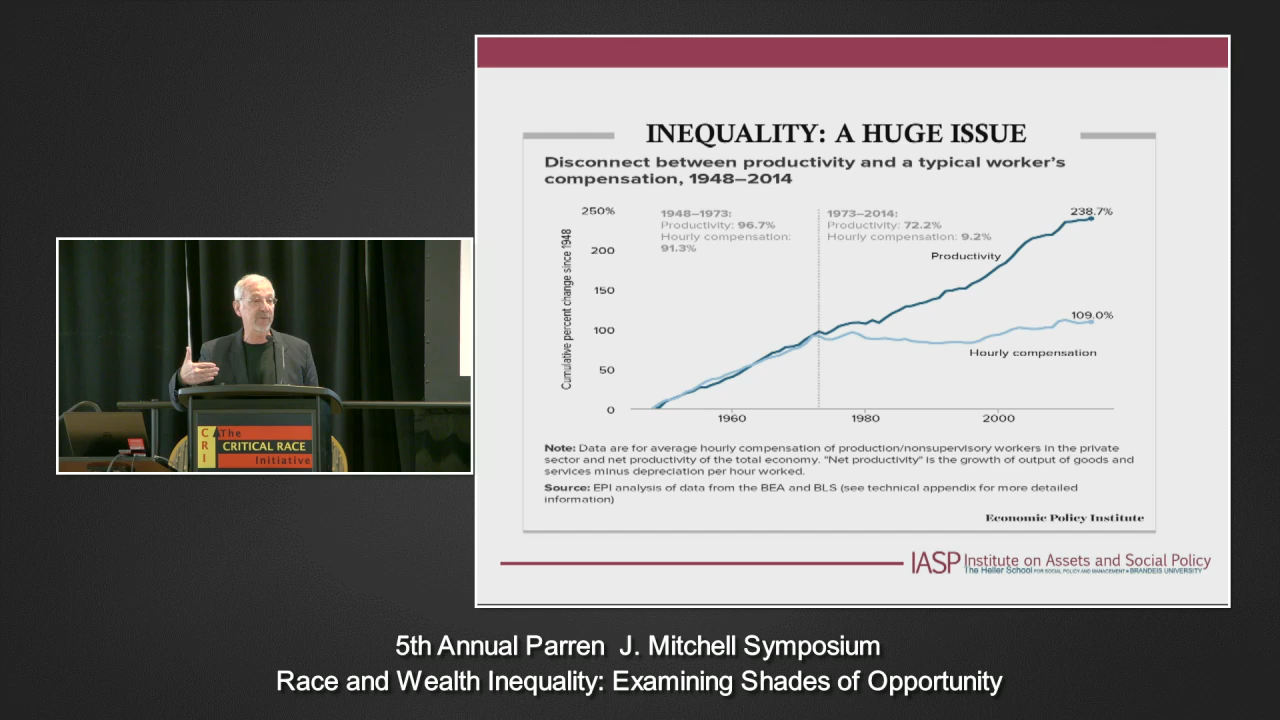 INEQUALITY: A HUGE ISSUE
Disconnect between productivity and a typical worker's
compensation, 1948–2014
250%
200
150
100
50
0
Cumulative percent change since 1948
1948–1973:
Productivity: 96.7%
Hourly compensation:
91.3%
1973–2014:
Productivity: 72.2%
Hourly compensation: 9.2%
238.7%
Productivity
109.0%
Hourly compensation
1960
1980
2000
Note: Data are for average hourly compensation of production/nonsupervisory workers in the private
sector and net productivity of the total economy. "Net productivity" is the growth of output of goods and
services minus depreciation per hour worked.
Source: EPI analysis of data from the BEA and BLS (see technical appendix for more detailed
information)
Economic Policy Institute
IASP Institute on Assets and Social Policy
The Heller School FOR SOCIAL POLICY AND MANAGEMENT • BRANDEIS UNIVERSITY
CRI
The
CRITICAL RACE
Initiative
5th Annual Parren J. Mitchell Symposium
Race and Wealth Inequality: Examining Shades of Opportunity